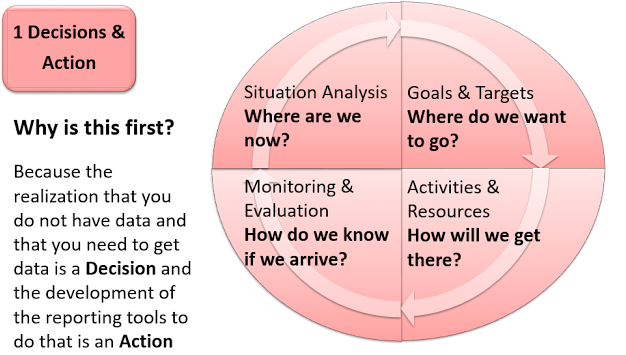 1 Decisions &
Action
Why is this first?
Because the
realization that you
do not have data and
that you need to get
data is a Decision and
the development of
the reporting tools to
do that is an Action
Situation Analysis
Where are we
now?
Goals & Targets
Where do we want
to go?
Monitoring &
Evaluation
How do we know
if we arrive?
Activities &
Resources
How will we get
there?